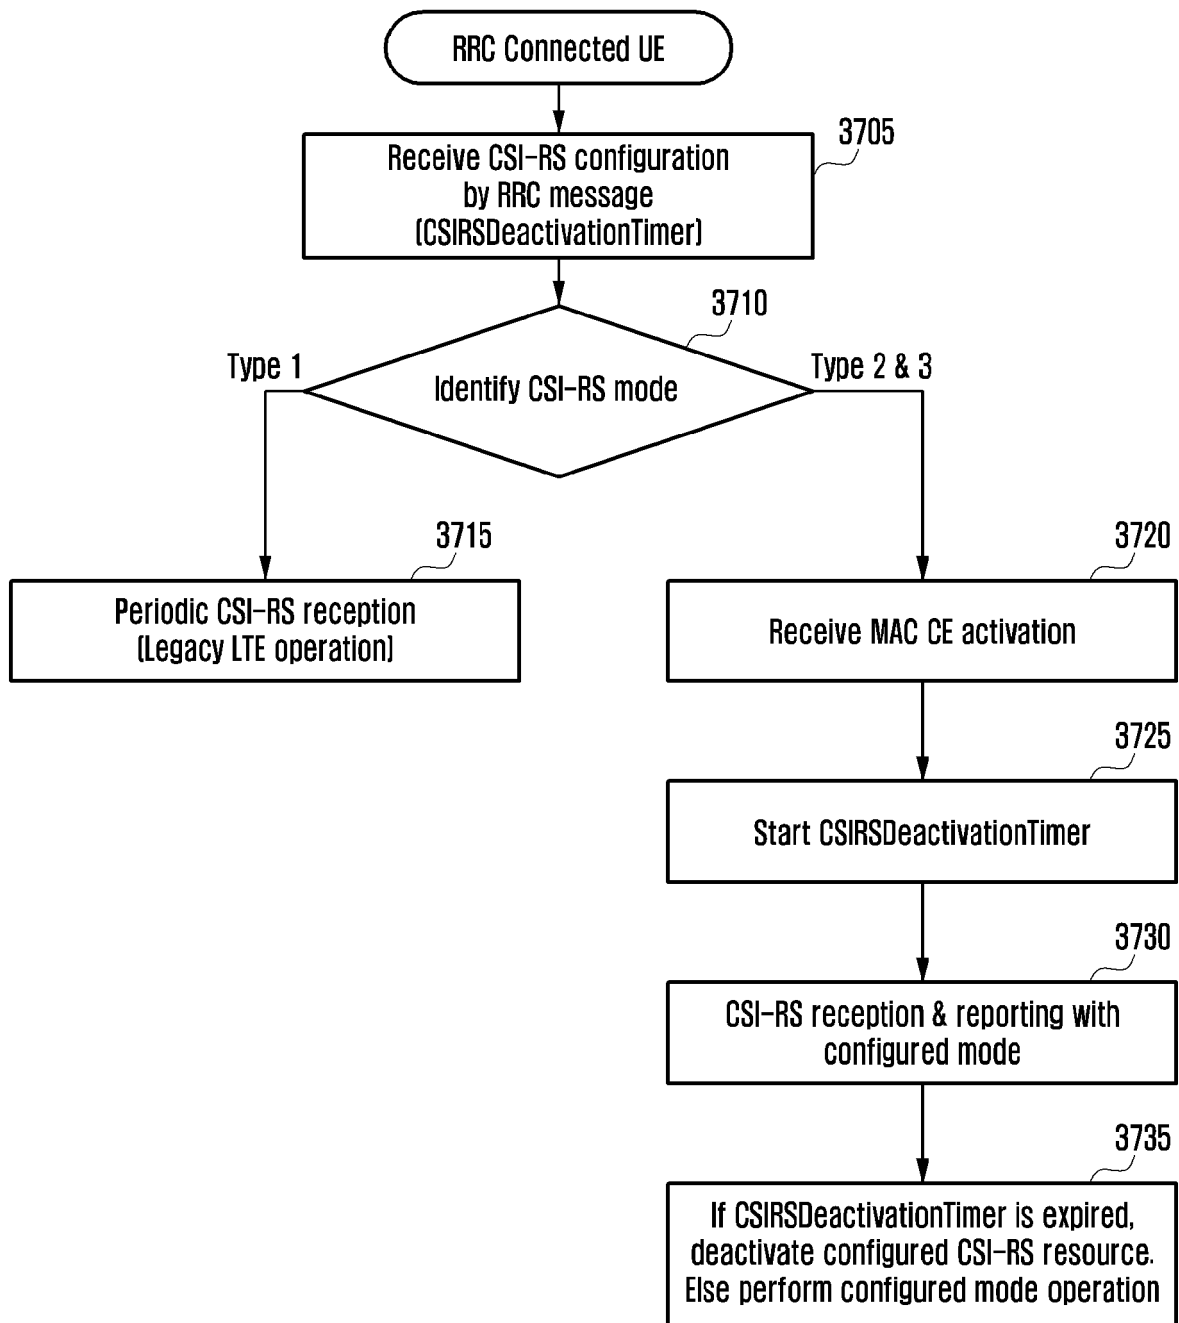 RRC Connected UE
3705
Receive CSI-RS configuration
by RRC message
(CSIRSDeactivationTimer)
3710
Type 1
Identify CSI-RS mode
Type 2 & 3
3715
Periodic CSI-RS reception
(Legacy LTE operation)
3720
Receive MAC CE activation
3725
Start CSIRSDeactivationTimer
3730
CSI-RS reception & reporting with
configured mode
3735
If CSIRSDeactivationTimer is expired,
deactivate configured CSI-RS resource.
Else perform configured mode operation